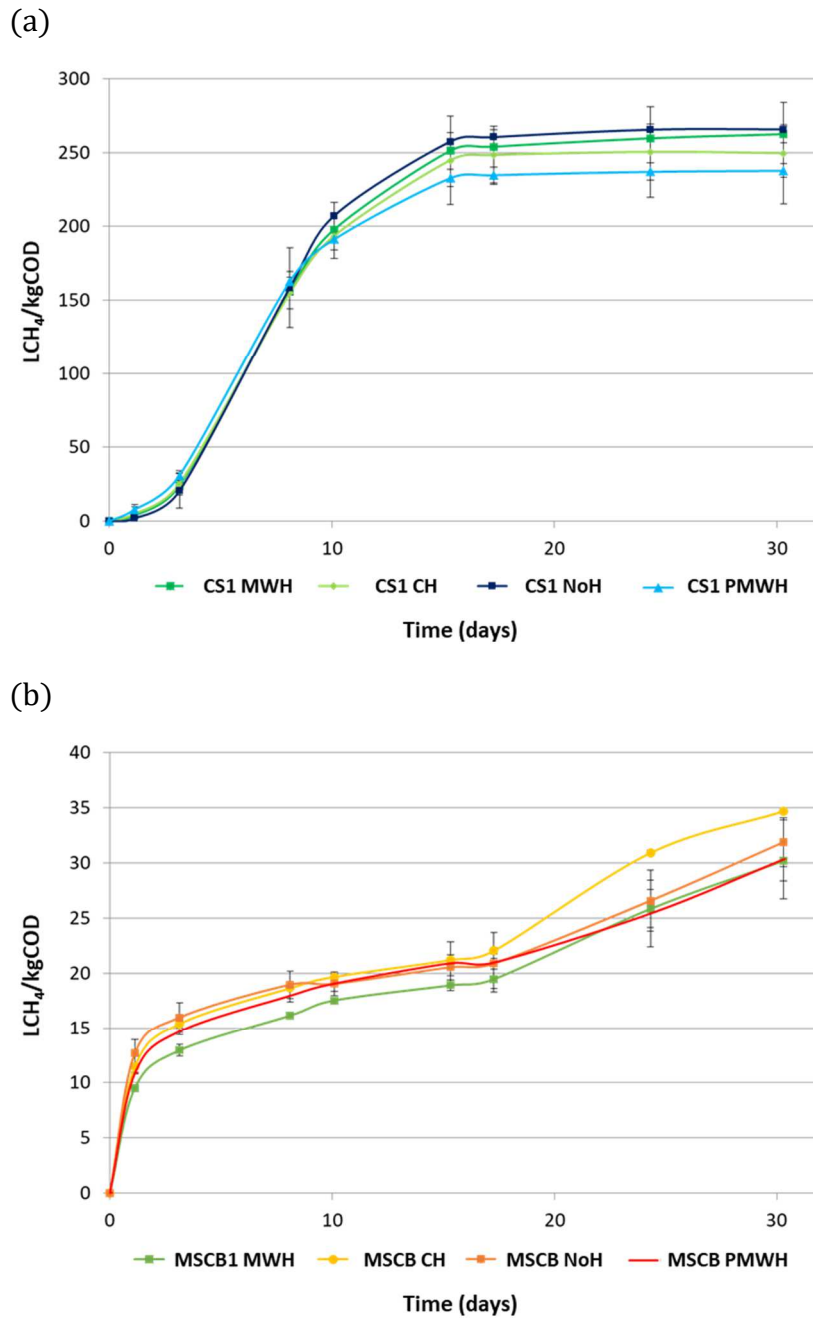 (a)
300
250
200
150
100
50
0
LCH₄/kgCOD
0 10 20 30
CS1 MWH CS1 CH CS1 NoH CS1 PMWH
Time (days)
(b)
40
35
30
25
20
15
10
5
0
LCH₄/kgCOD
0 10 20 30
MSCB1 MWH MSCB CH MSCB NoH MSCB PMWH
Time (days)